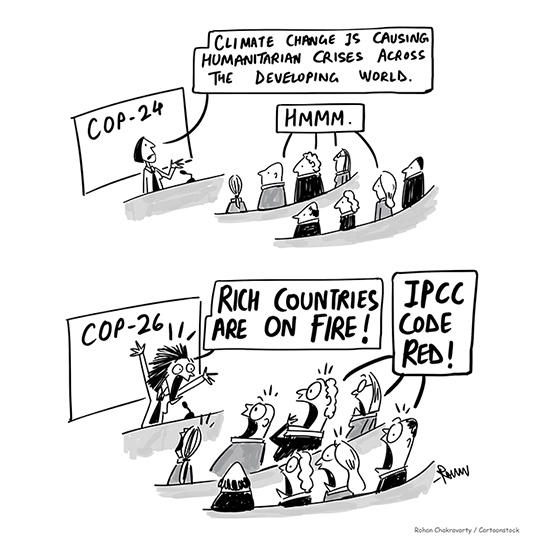 CLIMATE CHANGE IS CAUSING
HUMANITARIAN CRISES ACROSS
THE DEVELOPING WORLD.
COP-24
HMMM.
COP-26
RICH COUNTRIES
ARE ON FIRE!
IPCC
CODE
RED!
Rohan Chakravarty / Cartoonstock